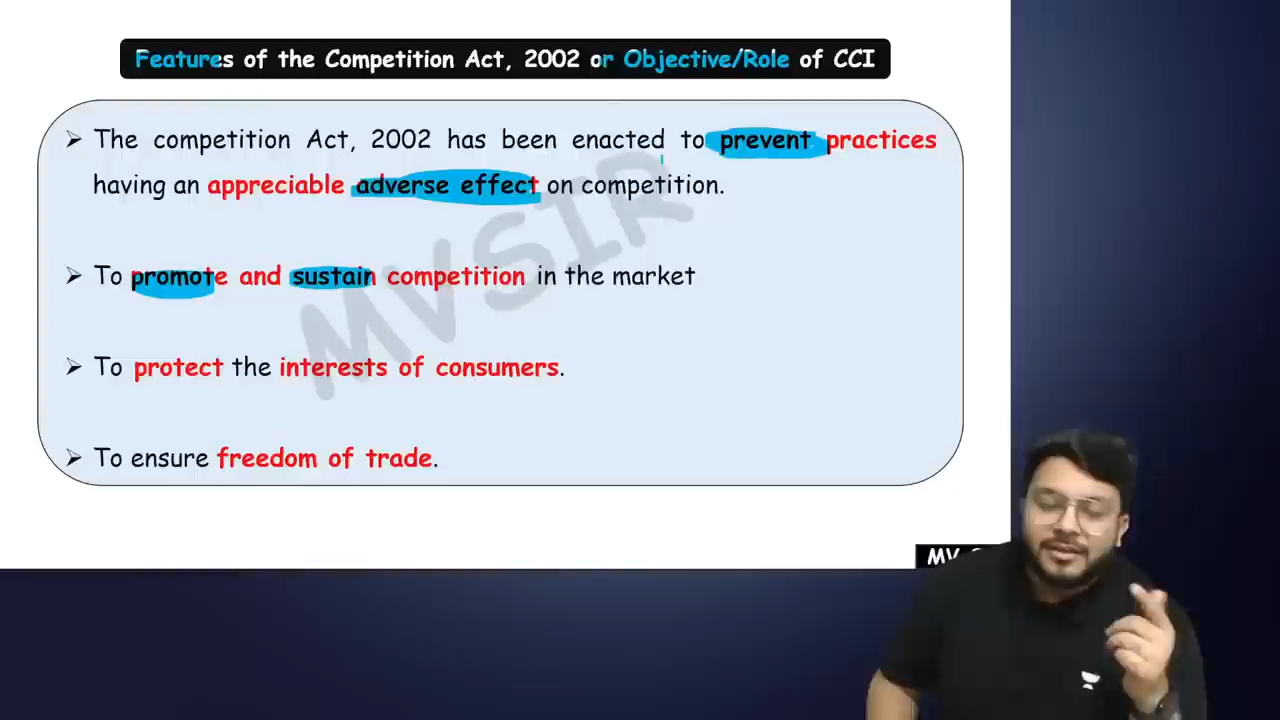 Features of the Competition Act, 2002 or Objective/Role of CCI
➢ The competition Act, 2002 has been enacted to prevent practices
having an appreciable adverse effect on competition.
➢ To promote and sustain competition in the market
➢ To protect the interests of consumers.
➢ To ensure freedom of trade.
MVSIR
MV